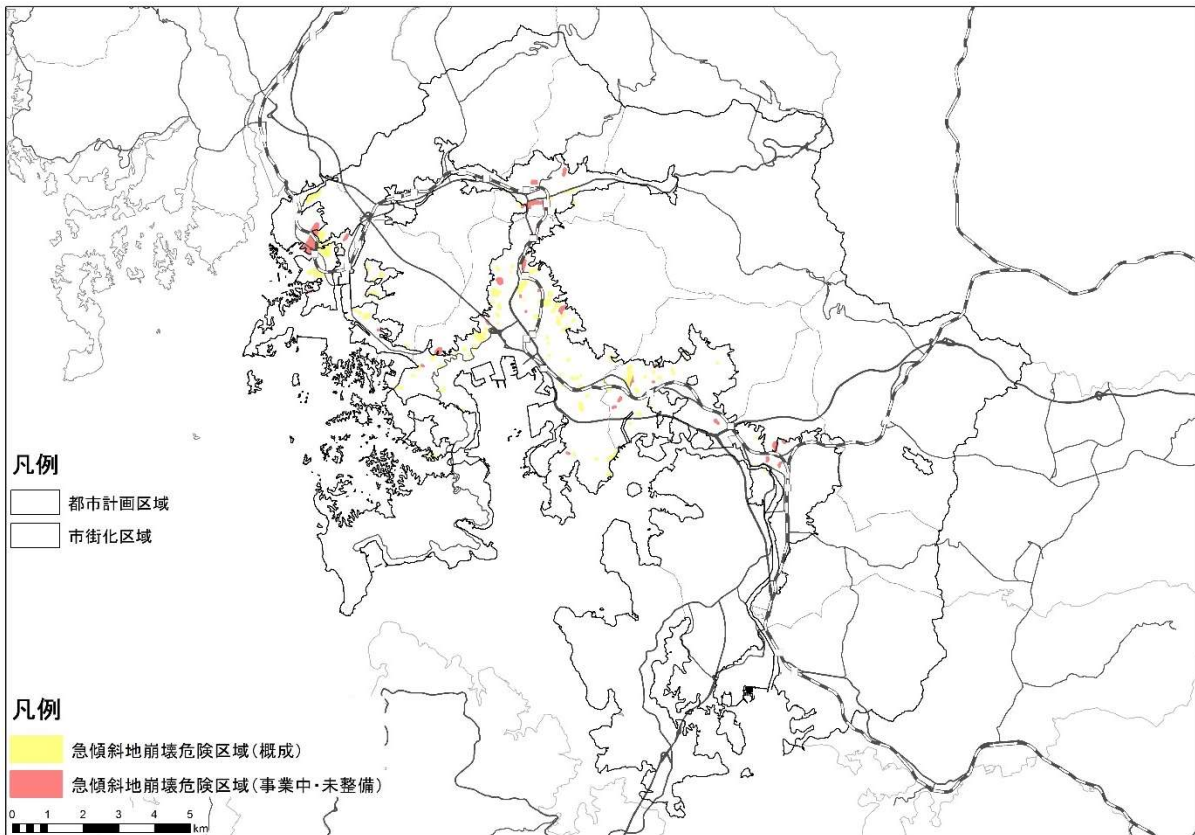 凡例
都市計画区域
市街化区域
凡例
急傾斜地崩壊危険区域(概成)
急傾斜地崩壊危険区域(事業中・未整備)
0 1 2 3 4 5
km